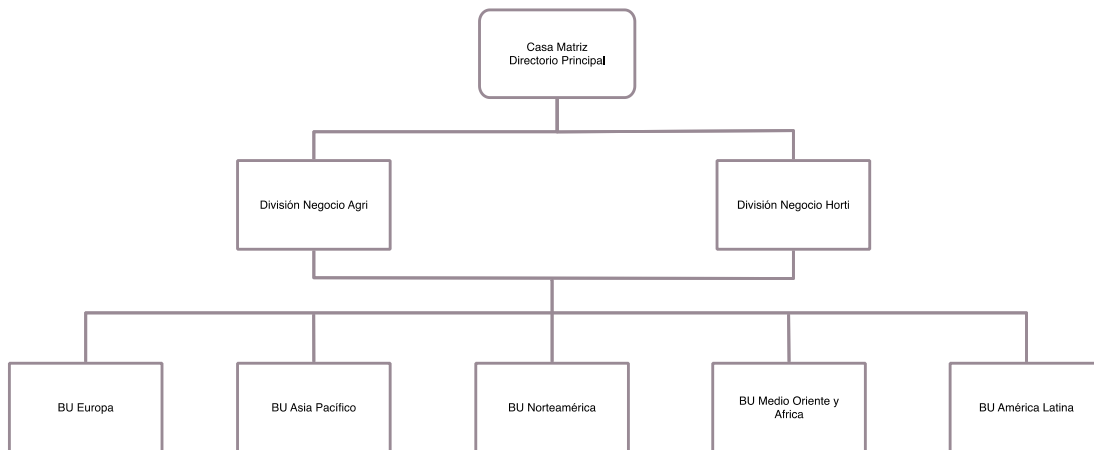 Casa Matriz
Directorio Principal
División Negocio Agri
División Negocio Horti
BU Europa
BU Asia Pacífico
BU Norteamérica
BU Medio Oriente y
Africa
BU América Latina